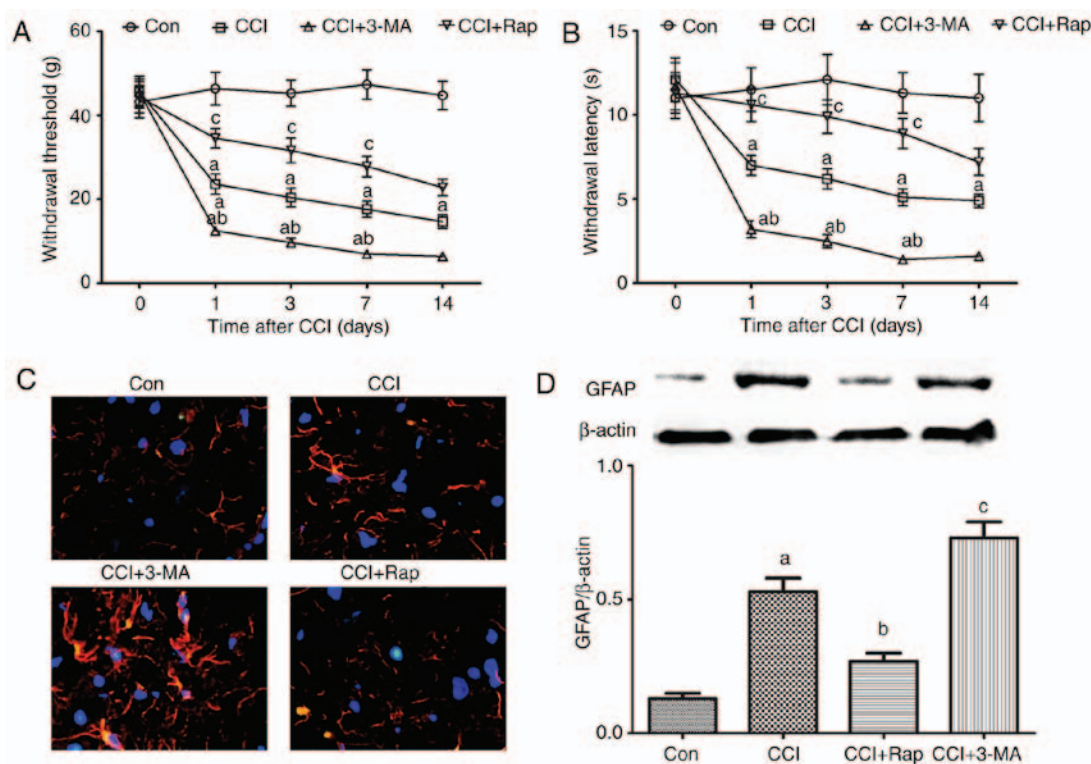 A
Con CCI CCI+3-MA CCI+Rap
Withdrawal threshold (g)
60
40
20
0
c c c
a a a a
a
ab ab ab
0 1 3 7 14
Time after CCI (days)
B
Con CCI CCI+3-MA CCI+Rap
Withdrawal latency (s)
15
10
5
0
c c c
a a a a
ab ab ab
0 1 3 7 14
Time after CCI (days)
C
Con CCI
CCI+3-MA CCI+Rap
D
GFAP
β-actin
GFAP/β-actin
1.0
0.5
0.0
a
b
c
Con CCI CCI+Rap CCI+3-MA